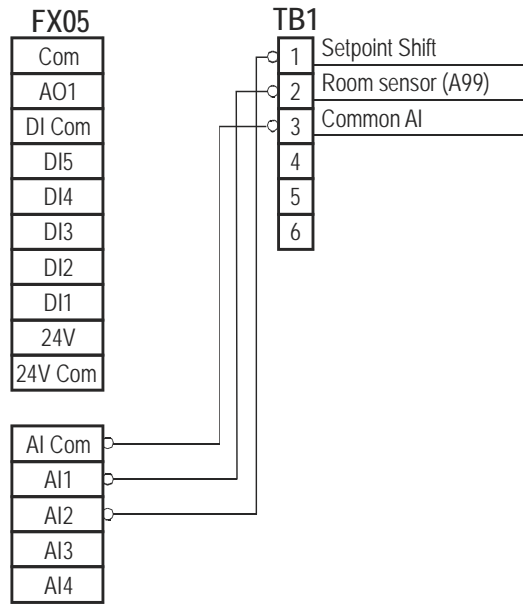 FX05
Com
AO1
DI Com
DI5
DI4
DI3
DI2
DI1
24V
24V Com
AI Com
AI1
AI2
AI3
AI4
TB1
1 Setpoint Shift
2 Room sensor (A99)
3 Common AI
4
5
6